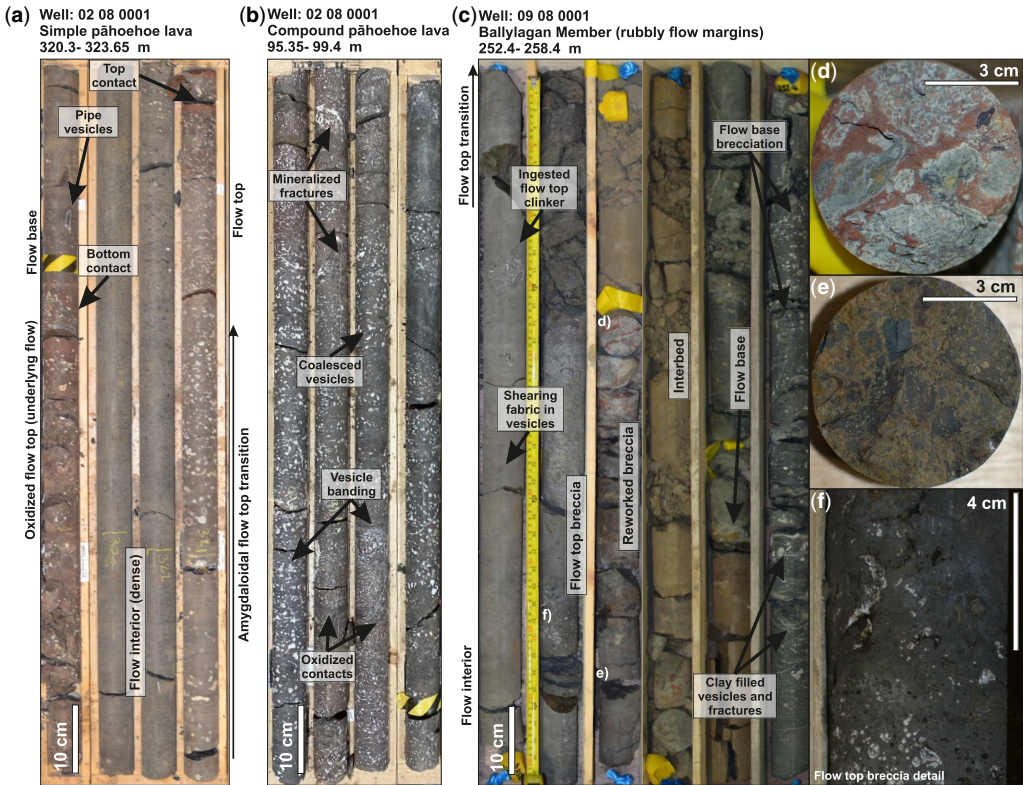 (a) Well: 02 08 0001
Simple pāhoehoe lava
320.3- 323.65 m
Top
contact
Pipe
vesicles
Flow base
Bottom
contact
Oxidized flow top (underlyng flow)
Flow interior (dense)
Flow top
Amygdaloidal flow top transition
10 cm
(b) Well: 02 08 0001
Compound pāhoehoe lava
95.35- 99.4 m
Mineralized
fractures
Coalesced
vesicles
Vesicle
banding
Oxidized
contacts
10 cm
(c) Well: 09 08 0001
Ballylagan Member (rubbly flow margins)
252.4- 258.4 m
Flow top transition
Ingested
flow top
clinker
Shearing
fabric in
vesicles
Flow interior
10 cm
Flow top breccia
f)
d)
Reworked breccia
e)
Interbed
Flow base
brecciation
Flow base
Clay filled
vesicles and
fractures
(d)
3 cm
(e)
3 cm
(f)
4 cm
Flow top breccia detail